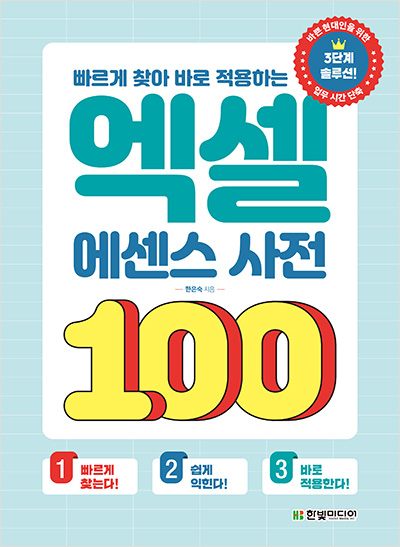 바쁜 현대인을 위한
3단계
솔루션!
업무 시간 단축
빠르게 찾아 바로 적용하는
엑셀
에센스 사전
한은숙 지음
100
1 빠르게
찾는다!
2 쉽게
익힌다!
3 바로
적용한다!
HB 한빛미디어